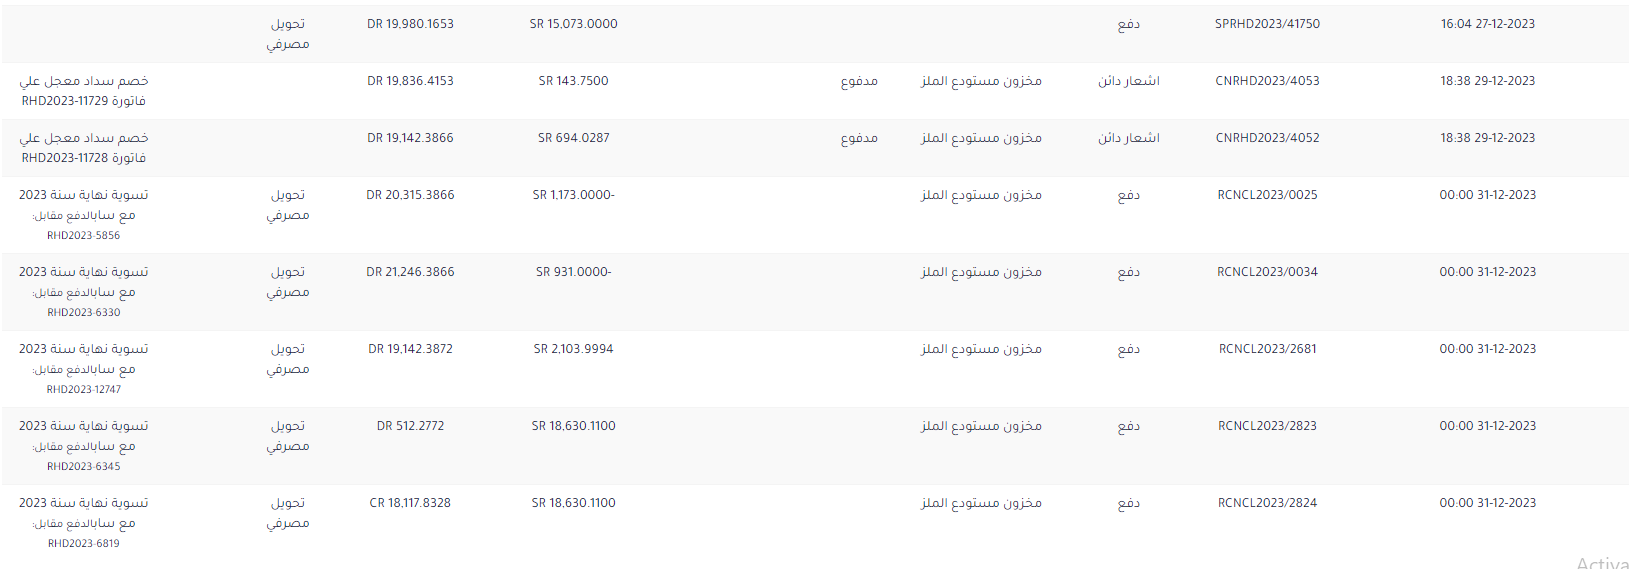 27-12-2023 16:04 SPRHD2023/41750 دفع SR 15,073.0000 DR 19,980.1653 تحويل
مصرفي
29-12-2023 18:38 CNRHD2023/4053 اشعار دائن مخزون مستودع الملز مدفوع SR 143.7500 DR 19,836.4153 خصم سداد معجل علي
فاتورة RHD2023-11729
29-12-2023 18:38 CNRHD2023/4052 اشعار دائن مخزون مستودع الملز مدفوع SR 694.0287 DR 19,142.3866 خصم سداد معجل علي
فاتورة RHD2023-11728
31-12-2023 00:00 RCNCL2023/0025 دفع مخزون مستودع الملز SR 1,173.0000- DR 20,315.3866 تحويل تسوية نهاية سنة 2023
مصرفي مع سابالدفع مقابل:
RHD2023-5856
31-12-2023 00:00 RCNCL2023/0034 دفع مخزون مستودع الملز SR 931.0000- DR 21,246.3866 تحويل تسوية نهاية سنة 2023
مصرفي مع سابالدفع مقابل:
RHD2023-6330
31-12-2023 00:00 RCNCL2023/2681 دفع مخزون مستودع الملز SR 2,103.9994 DR 19,142.3872 تحويل تسوية نهاية سنة 2023
مصرفي مع سابالدفع مقابل:
RHD2023-12747
31-12-2023 00:00 RCNCL2023/2823 دفع مخزون مستودع الملز SR 18,630.1100 DR 512.2772 تحويل تسوية نهاية سنة 2023
مصرفي مع سابالدفع مقابل:
RHD2023-6345
31-12-2023 00:00 RCNCL2023/2824 دفع مخزون مستودع الملز SR 18,630.1100 CR 18,117.8328 تحويل تسوية نهاية سنة 2023
مصرفي مع سابالدفع مقابل:
RHD2023-6819
Activa